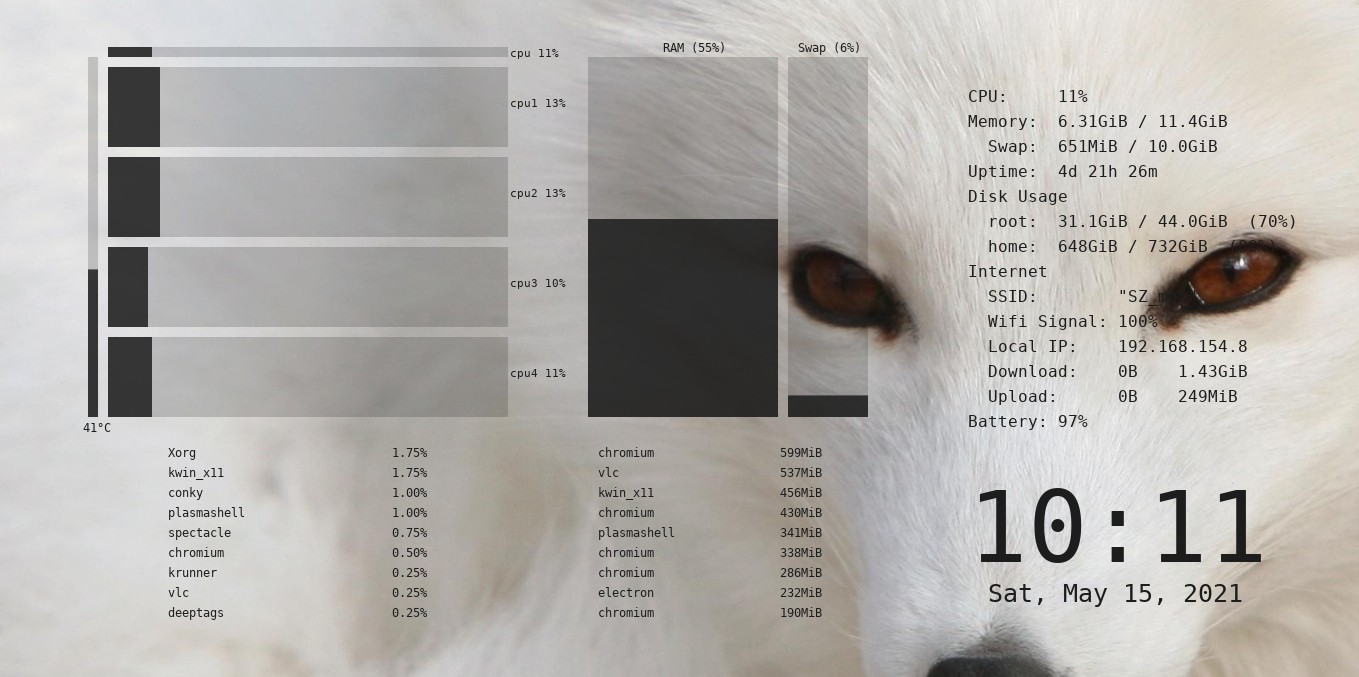 cpu 11%
cpu1 13%
cpu2 13%
cpu3 10%
cpu4 11%
41°C
RAM (55%)
Swap (6%)
Xorg 1.75%
kwin_x11 1.75%
conky 1.00%
plasmashell 1.00%
spectacle 0.75%
chromium 0.50%
krunner 0.25%
vlc 0.25%
deeptags 0.25%
chromium 599MiB
vlc 537MiB
kwin_x11 456MiB
chromium 430MiB
plasmashell 341MiB
chromium 338MiB
chromium 286MiB
electron 232MiB
chromium 190MiB
CPU: 11%
Memory: 6.31GiB / 11.4GiB
Swap: 651MiB / 10.0GiB
Uptime: 4d 21h 26m
Disk Usage
root: 31.1GiB / 44.0GiB (70%)
home: 648GiB / 732GiB
Internet
SSID:
Wifi Signal: 100%
Local IP: 192.168.154.8
Download: 0B 1.43GiB
Upload: 0B 249MiB
Battery: 97%
10:11
Sat, May 15, 2021